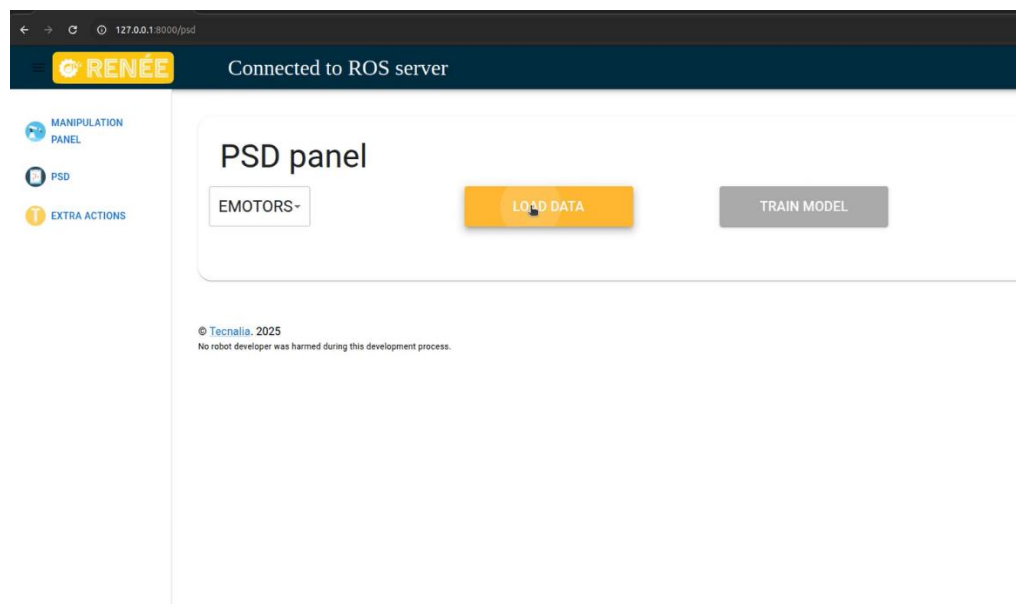 127.0.0.1:8000/psd
RENÉE
Connected to ROS server
MANIPULATION
PANEL
PSD
EXTRA ACTIONS
PSD panel
EMOTORS
LOAD DATA
TRAIN MODEL
© Tecnalia. 2025
No robot developer was harmed during this development process.